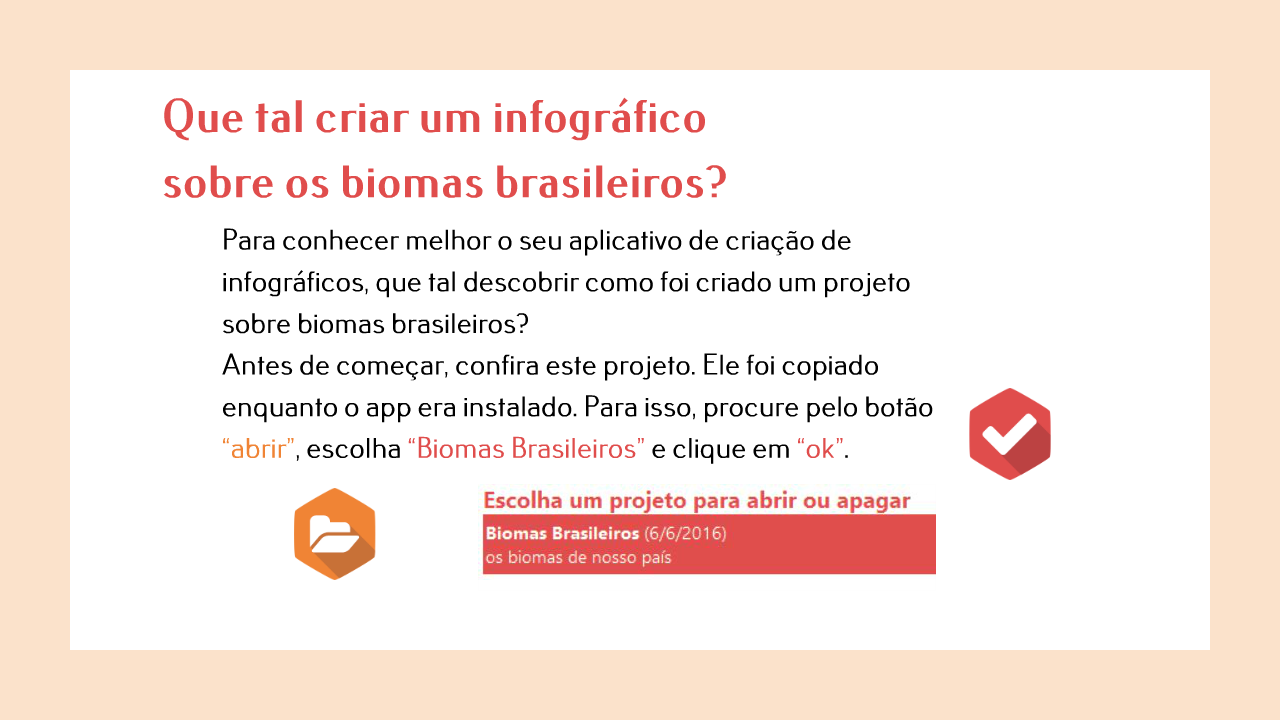 Que tal criar um infográfico
sobre os biomas brasileiros?
Para conhecer melhor o seu aplicativo de criação de
infográficos, que tal descobrir como foi criado um projeto
sobre biomas brasileiros?
Antes de começar, confira este projeto. Ele foi copiado
enquanto o app era instalado. Para isso, procure pelo botão
“abrir”, escolha “Biomas Brasileiros” e clique em “ok”.
Escolha um projeto para abrir ou apagar
Biomas Brasileiros (6/6/2016)
os biomas de nosso país